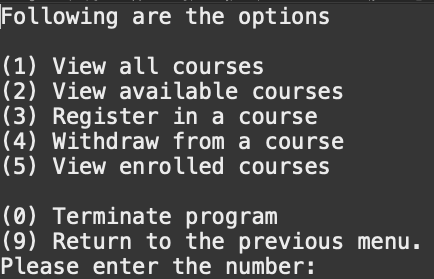 Following are the options
(1) View all courses
(2) View available courses
(3) Register in a course
(4) Withdraw from a course
(5) View enrolled courses
(0) Terminate program
(9) Return to the previous menu.
Please enter the number: